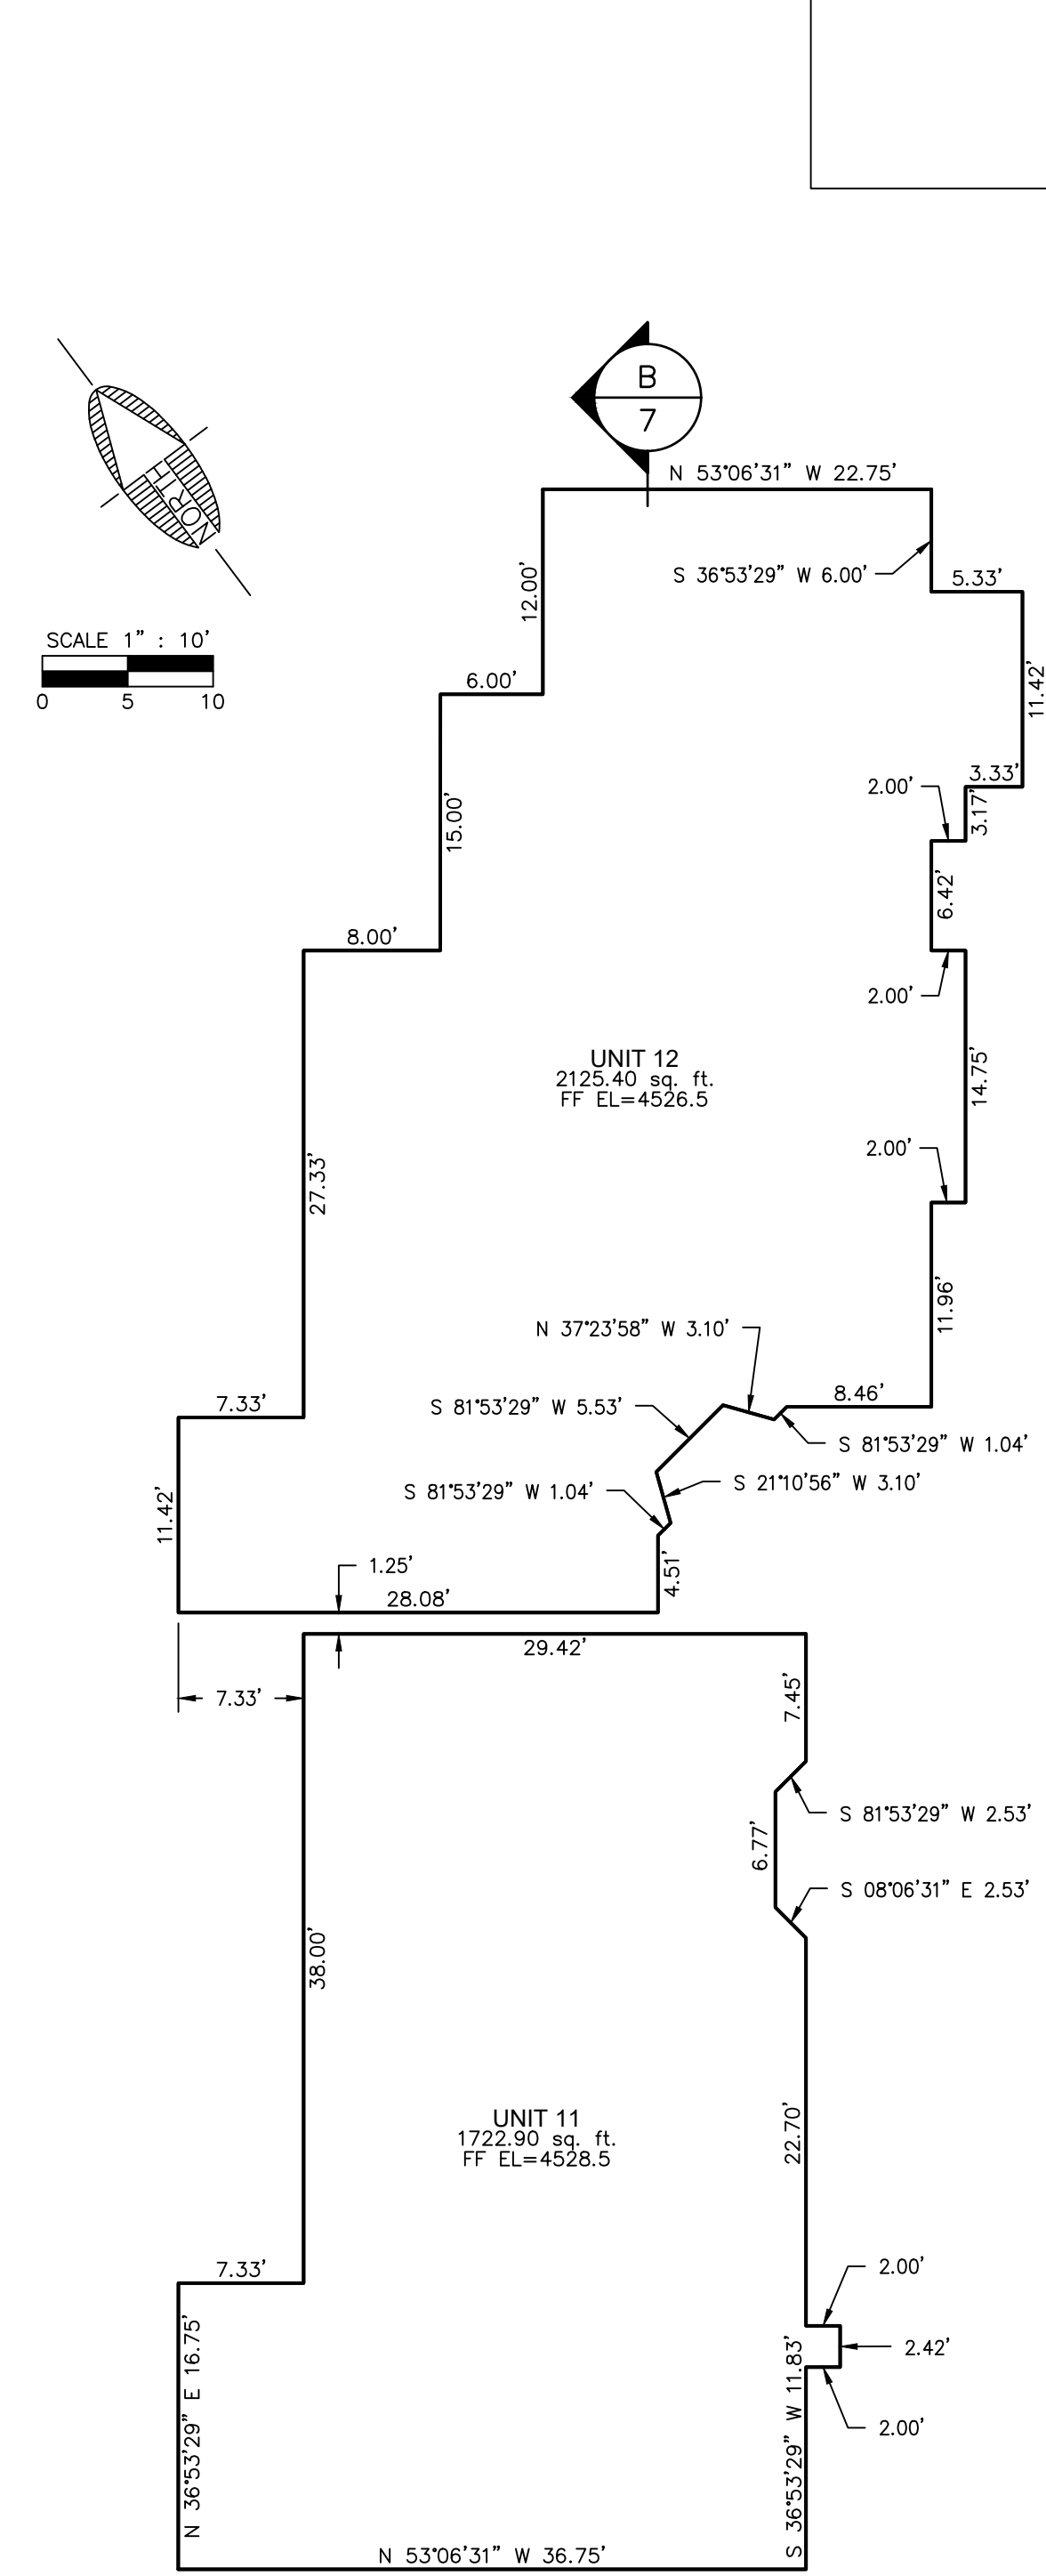 B
7
N 53°06'31" W 22.75'
NORTH
S 36°53'29" W 6.00'
5.33'
12.00'
SCALE 1" : 10'
0 5 10
6.00'
11.42'
3.33'
2.00'
3.17'
15.00'
6.42'
8.00'
2.00'
UNIT 12
2125.40 sq. ft.
FF EL=4526.5
14.75'
2.00'
27.33'
11.96'
N 37°23'58" W 3.10'
8.46'
7.33'
S 81°53'29" W 5.53'
S 81°53'29" W 1.04'
S 21°10'56" W 3.10'
S 81°53'29" W 1.04'
11.42'
1.25'
4.51'
28.08'
29.42'
7.33'
7.45'
S 81°53'29" W 2.53'
6.77'
S 08°06'31" E 2.53'
38.00'
UNIT 11
1722.90 sq. ft.
FF EL=4528.5
22.70'
7.33'
2.00'
2.42'
2.00'
N 36°53'29" E 16.75'
S 36°53'29" W 11.83'
N 53°06'31" W 36.75'